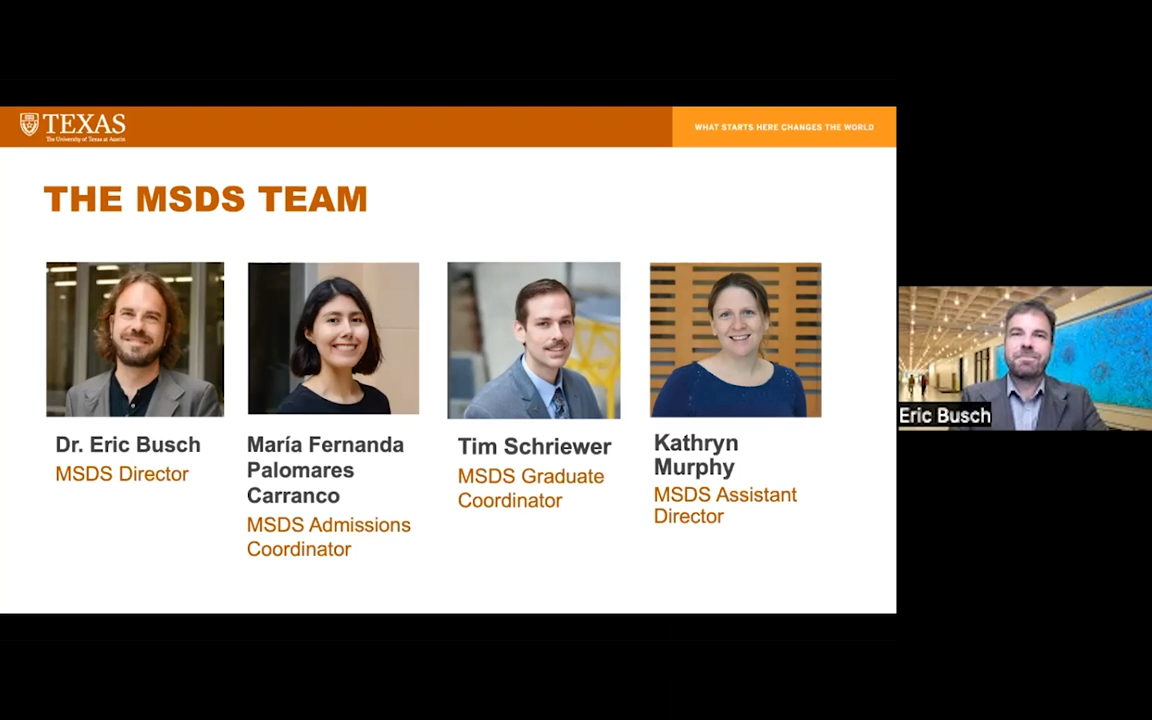 TEXAS
The University of Texas at Austin
WHAT STARTS HERE CHANGES THE WORLD
THE MSDS TEAM
Dr. Eric Busch
MSDS Director
María Fernanda
Palomares
Carranco
MSDS Admissions
Coordinator
Tim Schriewer
MSDS Graduate
Coordinator
Kathryn
Murphy
MSDS Assistant
Director
Eric Busch